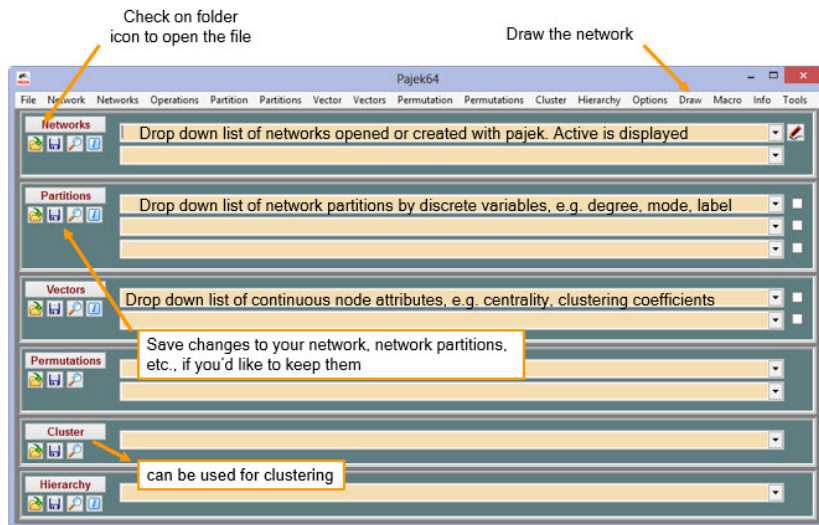 Check on folder
icon to open the file
Draw the network
Pajek64
File Network Networks Operations Partition Partitions Vector Vectors Permutation Permutations Cluster Hierarchy Options Draw Macro Info Tools
Networks
Drop down list of networks opened or created with pajek. Active is displayed
Partitions
Drop down list of network partitions by discrete variables, e.g. degree, mode, label
Vectors
Drop down list of continuous node attributes, e.g. centrality, clustering coefficients
Save changes to your network, network partitions,
etc., if you'd like to keep them
Permutations
Cluster
can be used for clustering
Hierarchy